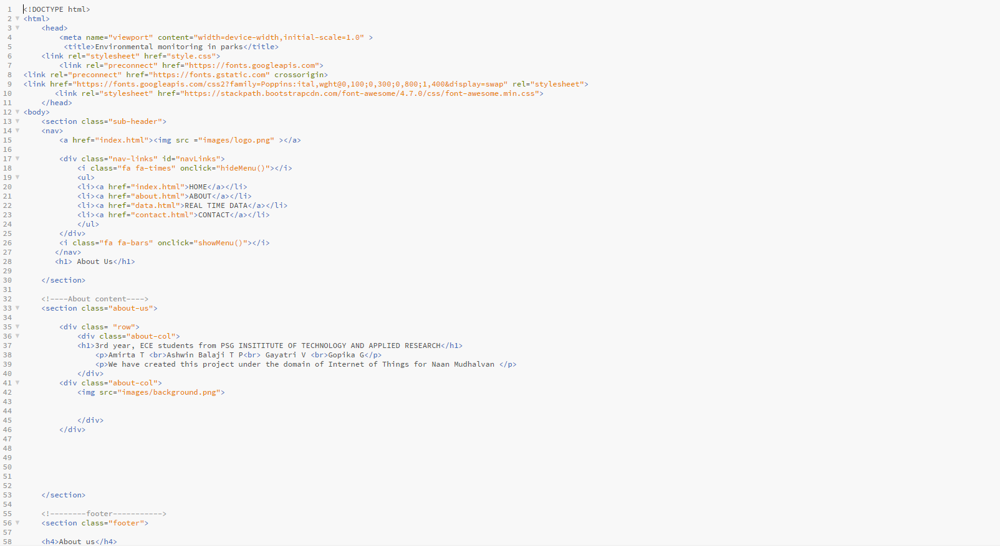 1 <!DOCTYPE html>
2 <html>
3 <head>
4 <meta name="viewport" content="width=device-width,initial-scale=1.0" >
5 <title>Environmental monitoring in parks</title>
6 <link rel="stylesheet" href="style.css">
7 <link rel="preconnect" href="https://fonts.googleapis.com">
8 <link rel="preconnect" href="https://fonts.gstatic.com" crossorigin>
9 <link href="https://fonts.googleapis.com/css2?family=Poppins:ital,wght@0,100;0,300;0,800;1,400&display=swap" rel="stylesheet">
10 <link rel="stylesheet" href="https://stackpath.bootstrapcdn.com/font-awesome/4.7.0/css/font-awesome.min.css">
11 </head>
12 <body>
13 <section class="sub-header">
14 <nav>
15 <a href="index.html"><img src ="images/logo.png" ></a>
16
17 <div class="nav-links" id="navLinks">
18 <i class="fa fa-times" onclick="hideMenu()"></i>
19 <ul>
20 <li><a href="index.html">HOME</a></li>
21 <li><a href="about.html">ABOUT</a></li>
22 <li><a href="data.html">REAL TIME DATA</a></li>
23 <li><a href="contact.html">CONTACT</a></li>
24 </ul>
25 </div>
26 <i class="fa fa-bars" onclick="showMenu()"></i>
27 </nav>
28 <h1> About Us</h1>
29
30 </section>
31
32 <!----About content---->
33 <section class="about-us">
34
35 <div class= "row">
36 <div class="about-col">
37 <h1>3rd year, ECE students from PSG INSITITUTE OF TECHNOLOGY AND APPLIED RESEARCH</h1>
38 <p>Amirta T <br>Ashwin Balaji T P<br> Gayatri V <br>Gopika G</p>
39 <p>We have created this project under the domain of Internet of Things for Naan Mudhalvan </p>
40 </div>
41 <div class="about-col">
42 <img src="images/background.png">
43
44
45 </div>
46 </div>
47
48
49
50
51
52
53 </section>
54
55 <!--------footer----------->
56 <section class="footer">
57
58 <h4>About us</h4>